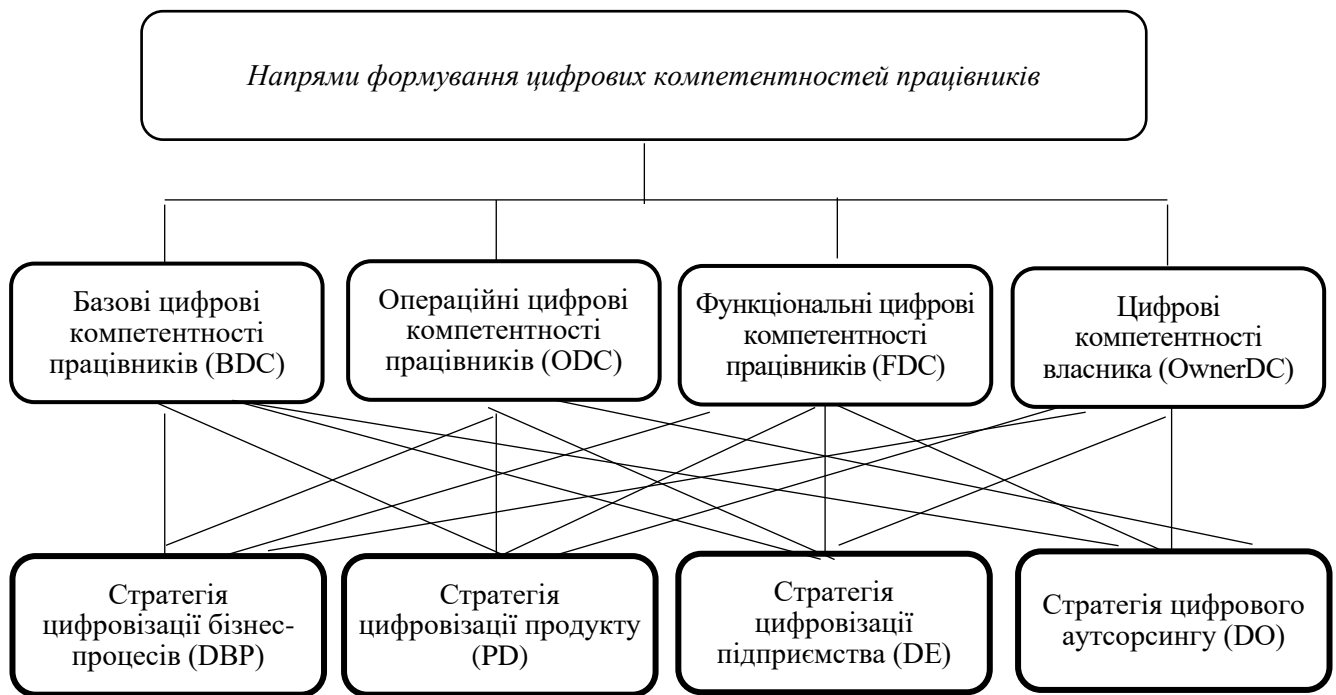 Напрями формування цифрових компетентностей працівників
Базові цифрові
компетентності
працівників (BDC)
Операційні цифрові
компетентності
працівників (ODC)
Функціональні цифрові
компетентності
працівників (FDC)
Цифрові
компетентності
власника (OwnerDC)
Стратегія
цифровізації бізнес-
процесів (DBP)
Стратегія
цифровізації продукту
(PD)
Стратегія
цифровізації
підприємства (DE)
Стратегія цифрового
аутсорсингу (DO)